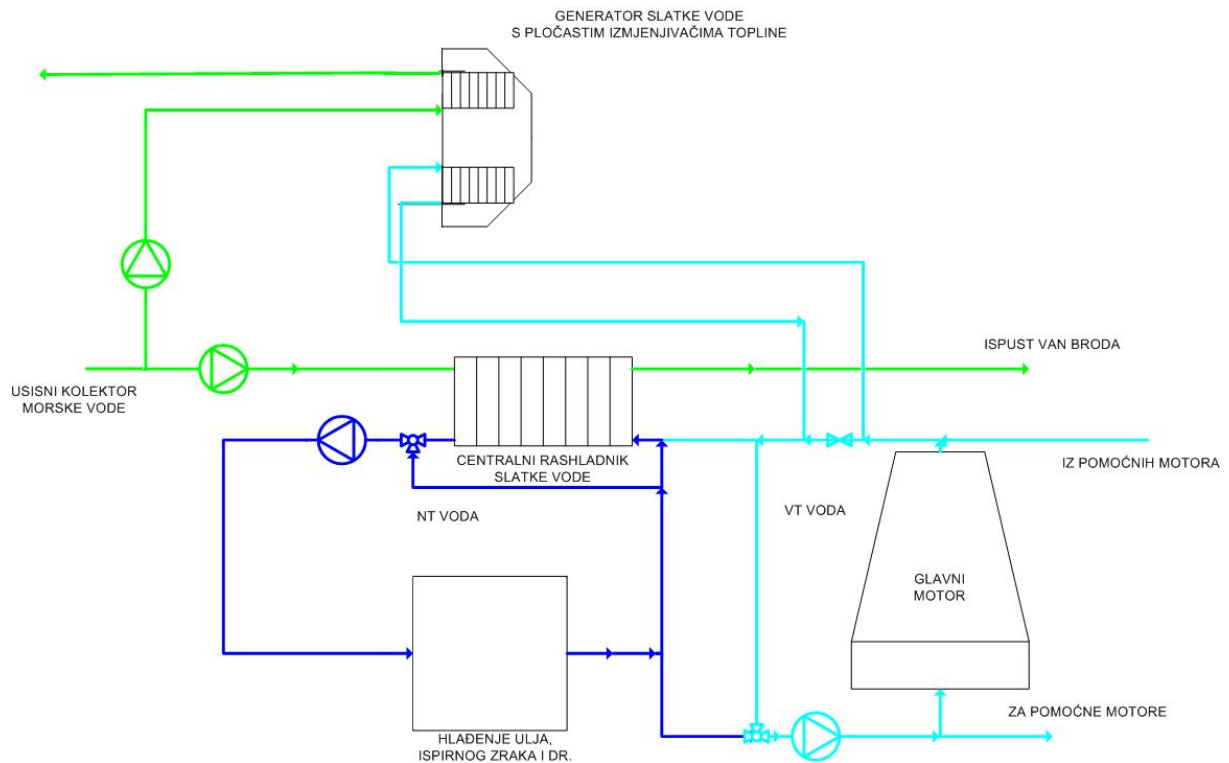 GENERATOR SLATKE VODE
S PLOČASTIM IZMJENJIVAČIMA TOPLINE
ISPUST VAN BRODA
USISNI KOLEKTOR
MORSKE VODE
CENTRALNI RASHLADNIK
SLATKE VODE
IZ POMOĆNIH MOTORA
NT VODA
VT VODA
GLAVNI
MOTOR
ZA POMOĆNE MOTORE
HLAĐENJE ULJA,
ISPIRNOG ZRAKA I DR.